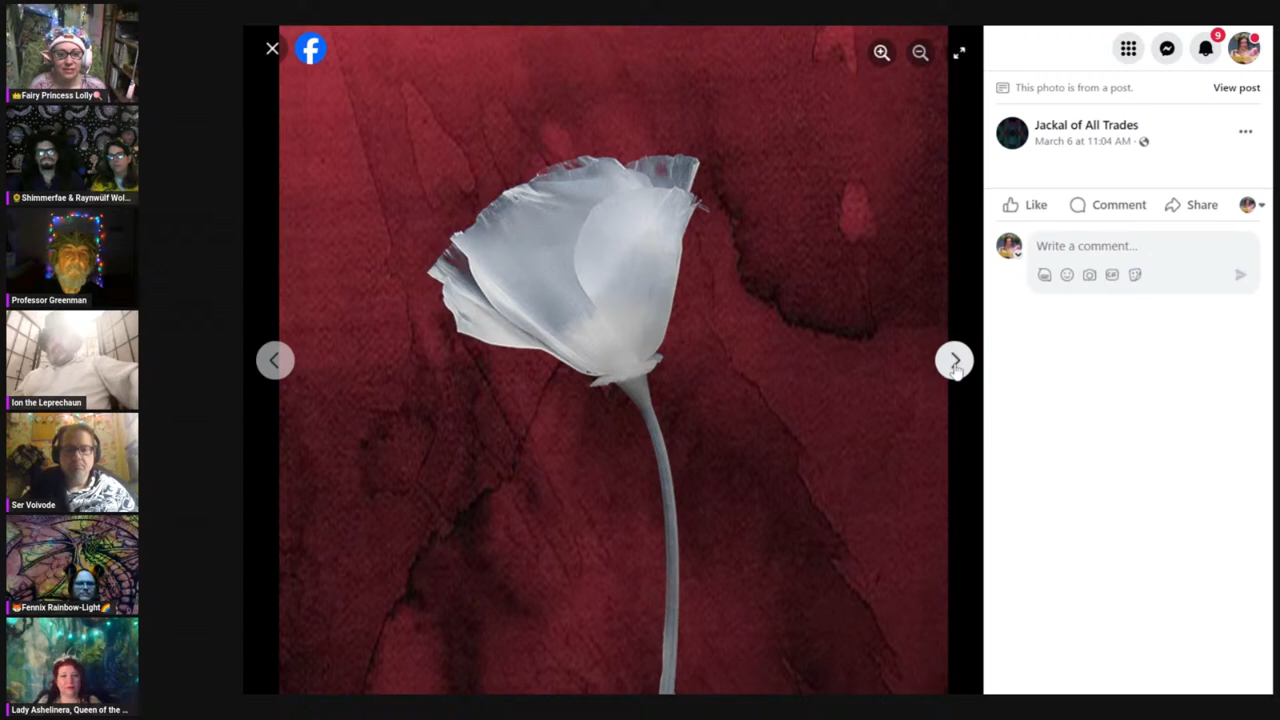 👑Fairy Princess Lolly🍭
🌻Shimmerfae & Raynwülf Wol...
Professor Greenman
Ion the Leprechaun
Ser Voivode
🦊Fennix Rainbow-Light🌈
Lady Ashelinera, Queen of the ...
9
This photo is from a post.
View post
Jackal of All Trades
March 6 at 11:04 AM ·
Like
Comment
Share
Write a comment...